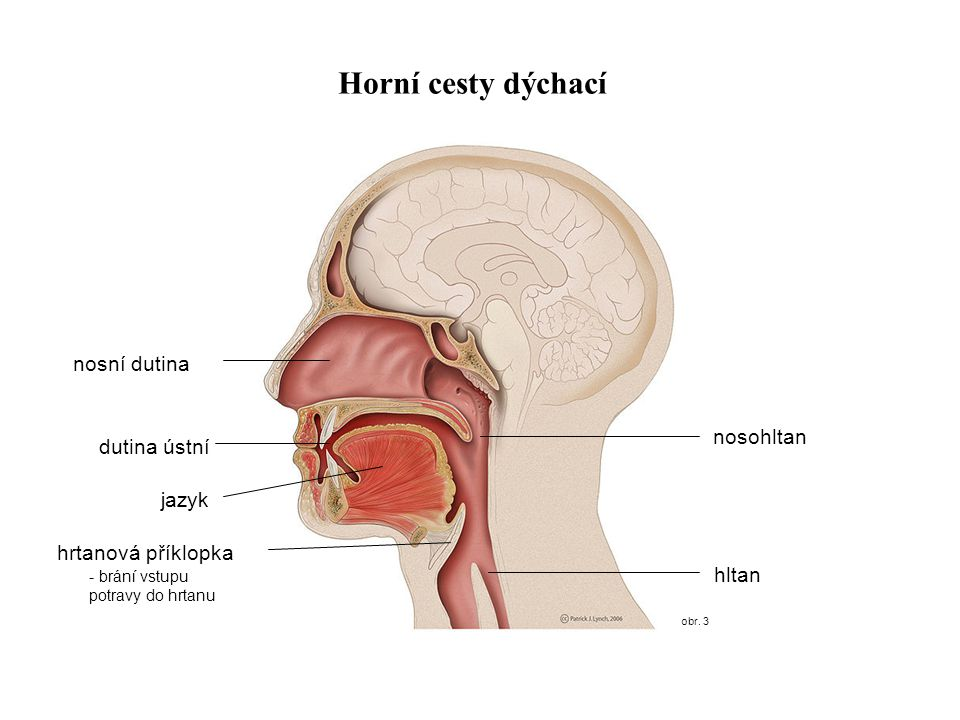 Horní cesty dýchací
nosní dutina
dutina ústní
jazyk
hrtanová příklopka
- brání vstupu
potravy do hrtanu
nosohltan
hltan
(cc) Patrick J. Lynch, 2006
obr. 3